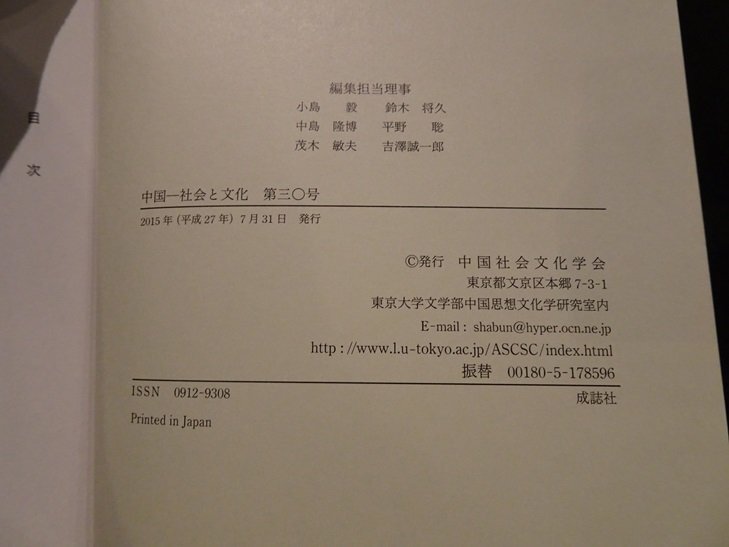 目次
編集担当理事
小島　毅　鈴木　将久
中島　隆博　平野　聡
茂木　敏夫　吉澤誠一郎
中国―社会と文化　第三〇号
2015年（平成27年）7月31日　発行
©発行　中国社会文化学会
東京都文京区本郷7-3-1
東京大学文学部中国思想文化学研究室内
E-mail: shabun@hyper.ocn.ne.jp
http://www.l.u-tokyo.ac.jp/ASCSC/index.html
振替　00180-5-178596
ISSN　0912-9308
成誌社
Printed in Japan